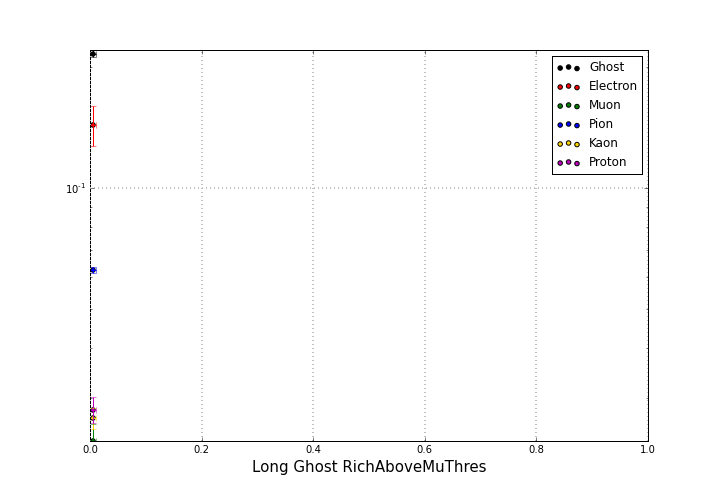 Ghost
Electron
Muon
Pion
Kaon
Proton
10⁻¹
0.0 0.2 0.4 0.6 0.8 1.0
Long Ghost RichAboveMuThres